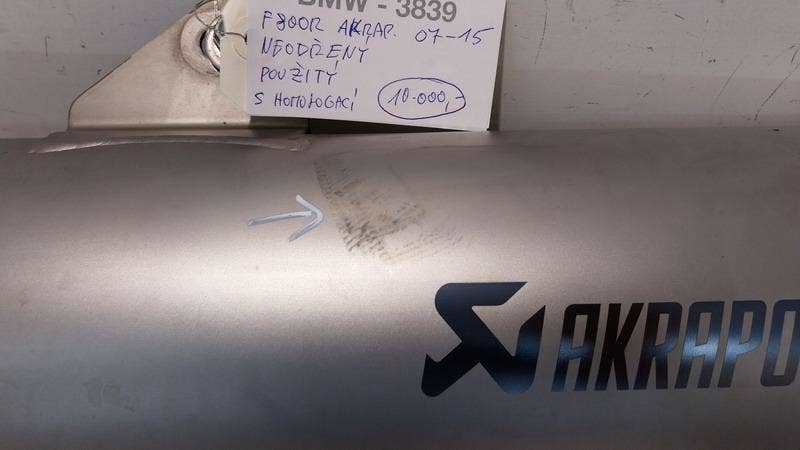 BMW - 3839
F800R AKRAP. 07-15
NEODŘENÝ
POUŽITÝ
S HOMOLOGACÍ 10.000,-
AKRAPO